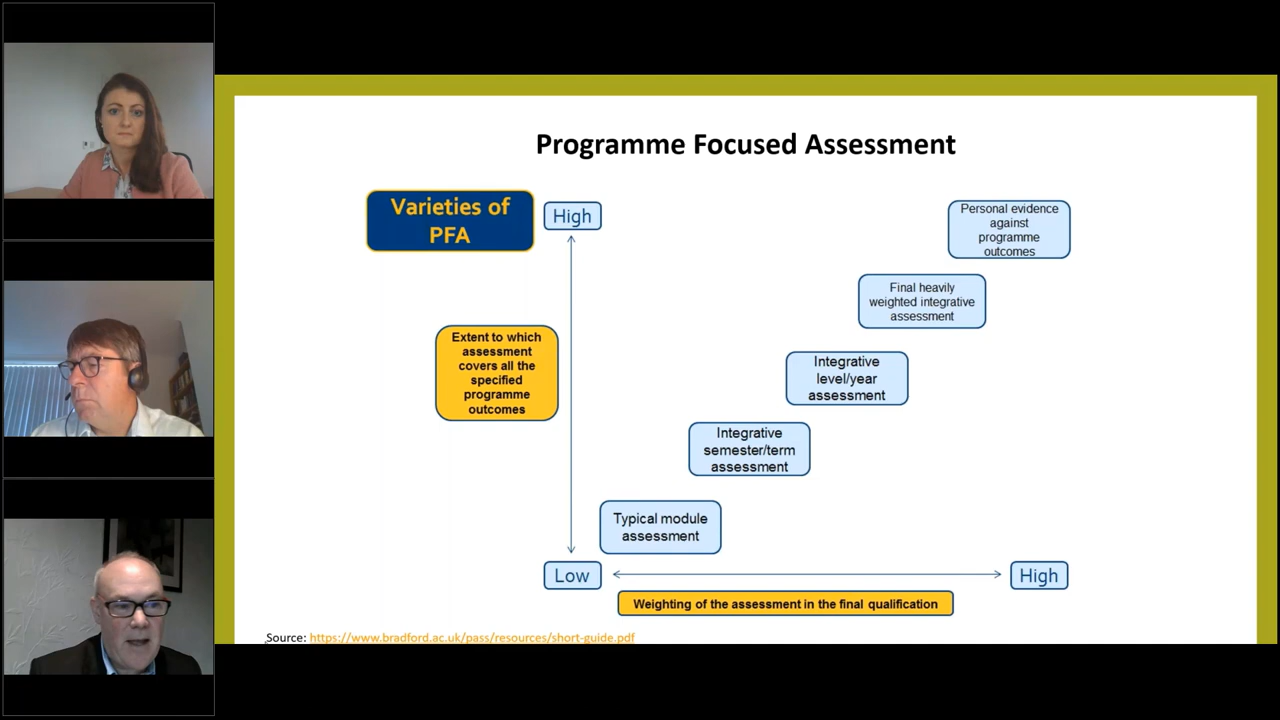 Programme Focused Assessment
Varieties of
PFA
High
Personal evidence
against
programme
outcomes
Final heavily
weighted integrative
assessment
Extent to which
assessment
covers all the
specified
programme
outcomes
Integrative
level/year
assessment
Integrative
semester/term
assessment
Typical module
assessment
Low
High
Weighting of the assessment in the final qualification
Source: https://www.bradford.ac.uk/pass/resources/short-guide.pdf